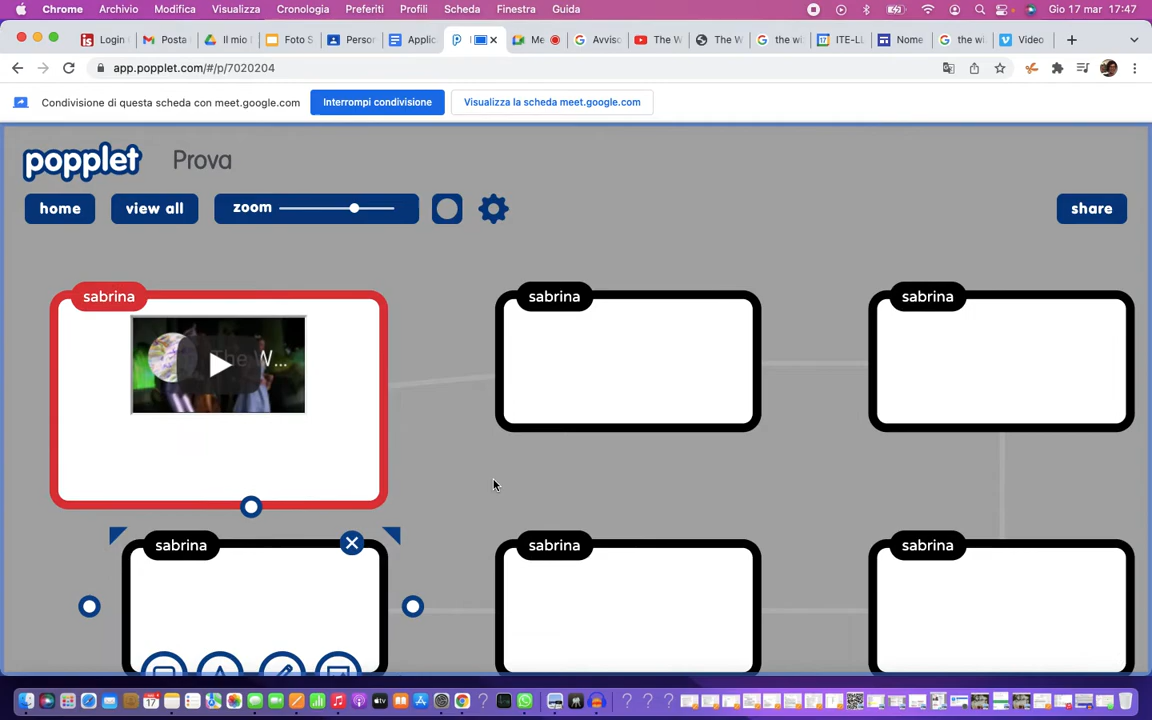 Chrome Archivio Modifica Visualizza Cronologia Preferiti Profili Scheda Finestra Guida Gio 17 mar 17:47
Login Posta Il mio l Foto S Person Applic Me Avviso The W The W the wi ITE-LL Nome the wi Video
app.popplet.com/#/p/7020204
Condivisione di questa scheda con meet.google.com Interrompi condivisione Visualizza la scheda meet.google.com
popplet Prova
home view all zoom share
sabrina sabrina sabrina
The W...
sabrina sabrina sabrina